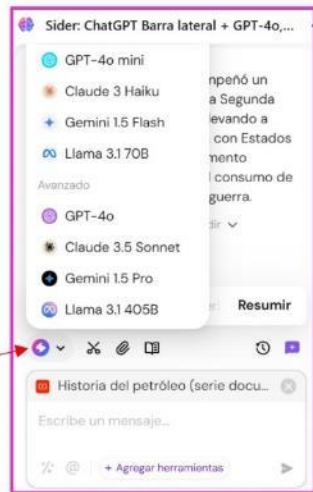 Sider: ChatGPT Barra lateral + GPT-4o,...
GPT-4o mini
Claude 3 Haiku
Gemini 1.5 Flash
Llama 3.1 70B
Avanzado
GPT-4o
Claude 3.5 Sonnet
Gemini 1.5 Pro
Llama 3.1 405B
mpeñó un
a Segunda
levando a
con Estados
mento
l consumo de
guerra.
dir
Resumir
Historia del petróleo (serie docu...
Escribe un mensaje...
@
+ Agregar herramientas